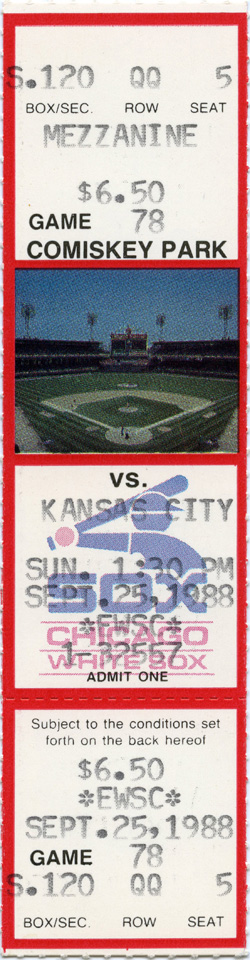 S.120 QQ 5
BOX/SEC. ROW SEAT
MEZZANINE
$6.50
GAME 78
COMISKEY PARK
VS.
KANSAS CITY
SUN. 1:30 PM
SEPT.25,1988
SOX
*EWSC*
CHICAGO
1-32557
WHITE SOX
ADMIT ONE
Subject to the conditions set
forth on the back hereof
$6.50
*EWSC*
SEPT.25,1988
GAME 78
S.120 QQ 5
BOX/SEC. ROW SEAT